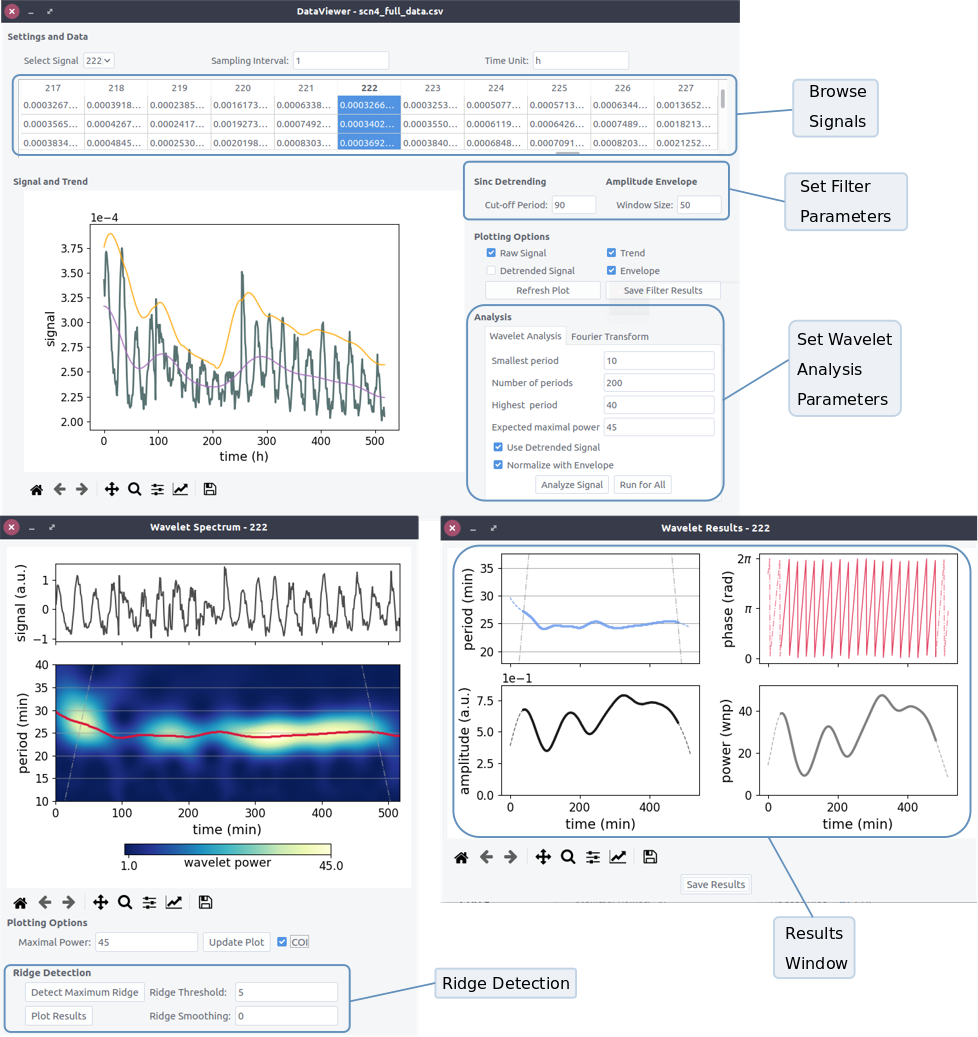 DataViewer - scn4_full_data.csv
Settings and Data
Select Signal 222 Sampling Interval: 1 Time Unit: h
217 218 219 220 221 222 223 224 225 226 227
0.0003267... 0.0003918... 0.0002385... 0.0016173... 0.0006338... 0.0003266... 0.0003253... 0.0005077... 0.0005713... 0.0006344... 0.0013652...
0.0003565... 0.0004267... 0.0002417... 0.0019273... 0.0007492... 0.0003402... 0.0003550... 0.0006119... 0.0006426... 0.0007489... 0.0018213...
0.0003834... 0.0004845... 0.0002530... 0.0020198... 0.0008303... 0.0003692... 0.0003840... 0.0006848... 0.0007091... 0.0008203... 0.0021252...
Browse
Signals
Signal and Trend
Sinc Detrending Amplitude Envelope
Cut-off Period: 90 Window Size: 50
Set Filter
Parameters
Plotting Options
Raw Signal Trend
Detrended Signal Envelope
Refresh Plot Save Filter Results
1e−4
3.75
3.50
3.25
3.00
2.75
2.50
2.25
2.00
signal
0 100 200 300 400 500
time (h)
Analysis
Wavelet Analysis Fourier Transform
Smallest period 10
Number of periods 200
Highest period 40
Expected maximal power 45
Use Detrended Signal
Normalize with Envelope
Analyze Signal Run for All
Set Wavelet
Analysis
Parameters
Wavelet Spectrum - 222
signal (a.u.)
1
0
−1
period (min)
40
35
30
25
20
15
10
0 100 200 300 400 500
time (min)
wavelet power
1.0 45.0
Plotting Options
Maximal Power: 45 Update Plot COI
Ridge Detection
Detect Maximum Ridge Ridge Threshold: 5
Plot Results Ridge Smoothing: 0
Ridge Detection
Wavelet Results - 222
period (min)
35
30
25
20
phase (rad)
2π
π
0
1e−1
amplitude (a.u.)
7.5
5.0
2.5
0.0
0 200 400
time (min)
power (wnp)
40
20
0
0 200 400
time (min)
Save Results
Results
Window